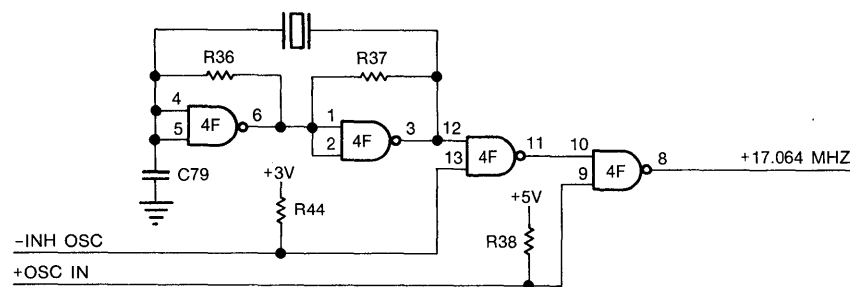 R36
R37
4
5
6
4F
1
2
3
4F
12
13
4F
11
10
9
4F
8
+17.064 MHZ
C79
+3V
R44
+5V
R38
−INH OSC
+OSC IN